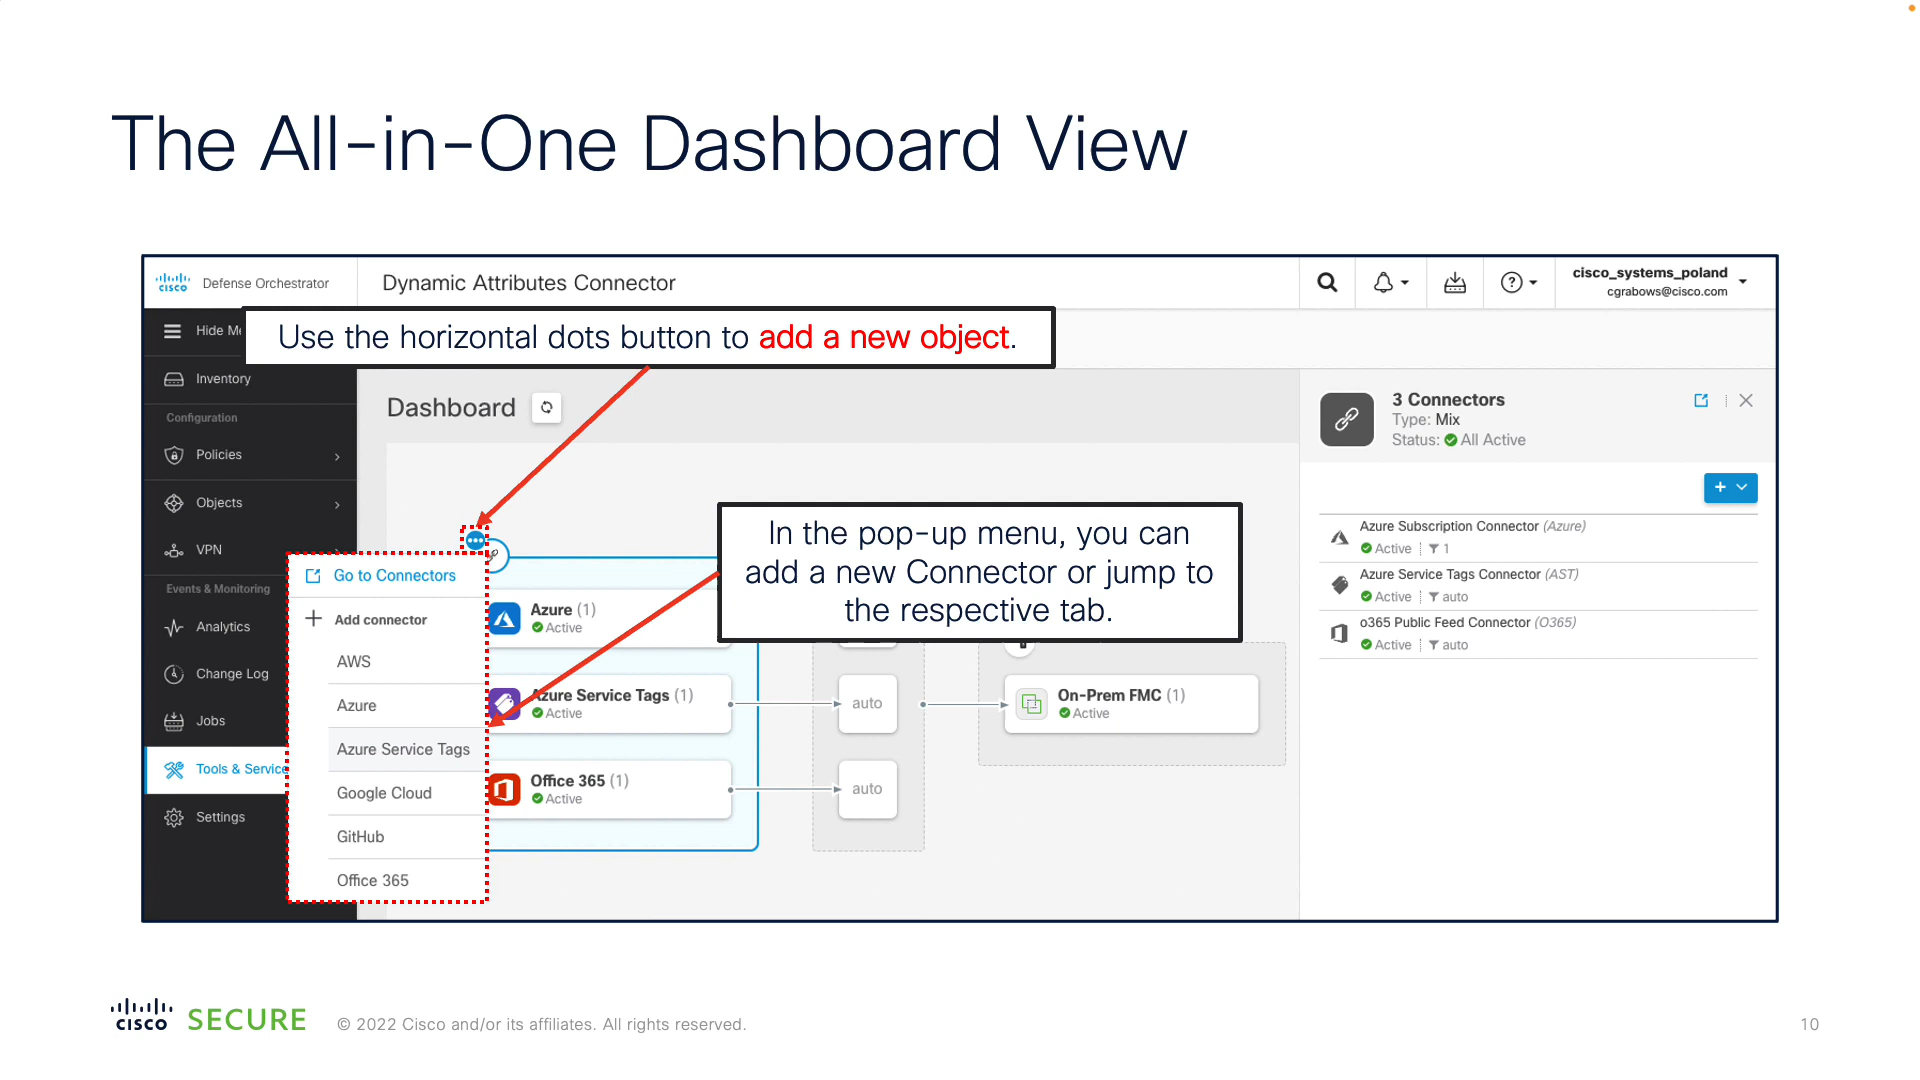 The All-in-One Dashboard View
cisco Defense Orchestrator
Dynamic Attributes Connector
cisco_systems_poland
cgrabows@cisco.com
Use the horizontal dots button to add a new object.
Hide
Inventory
Configuration
Policies
Objects
VPN
Events & Monitoring
Analytics
Change Log
Jobs
Tools &
Settings
Dashboard
In the pop-up menu, you can
add a new Connector or jump to
the respective tab.
Go to Connectors
Add connector
AWS
Azure
Azure Service Tags
Google Cloud
GitHub
Office 365
Azure (1)
Active
Azure Service Tags (1)
Active
Office 365 (1)
Active
auto
auto
On-Prem FMC (1)
Active
3 Connectors
Type: Mix
Status: All Active
+
Azure Subscription Connector (Azure)
Active 1
Azure Service Tags Connector (AST)
Active auto
o365 Public Feed Connector (O365)
Active auto
cisco SECURE © 2022 Cisco and/or its affiliates. All rights reserved.
10